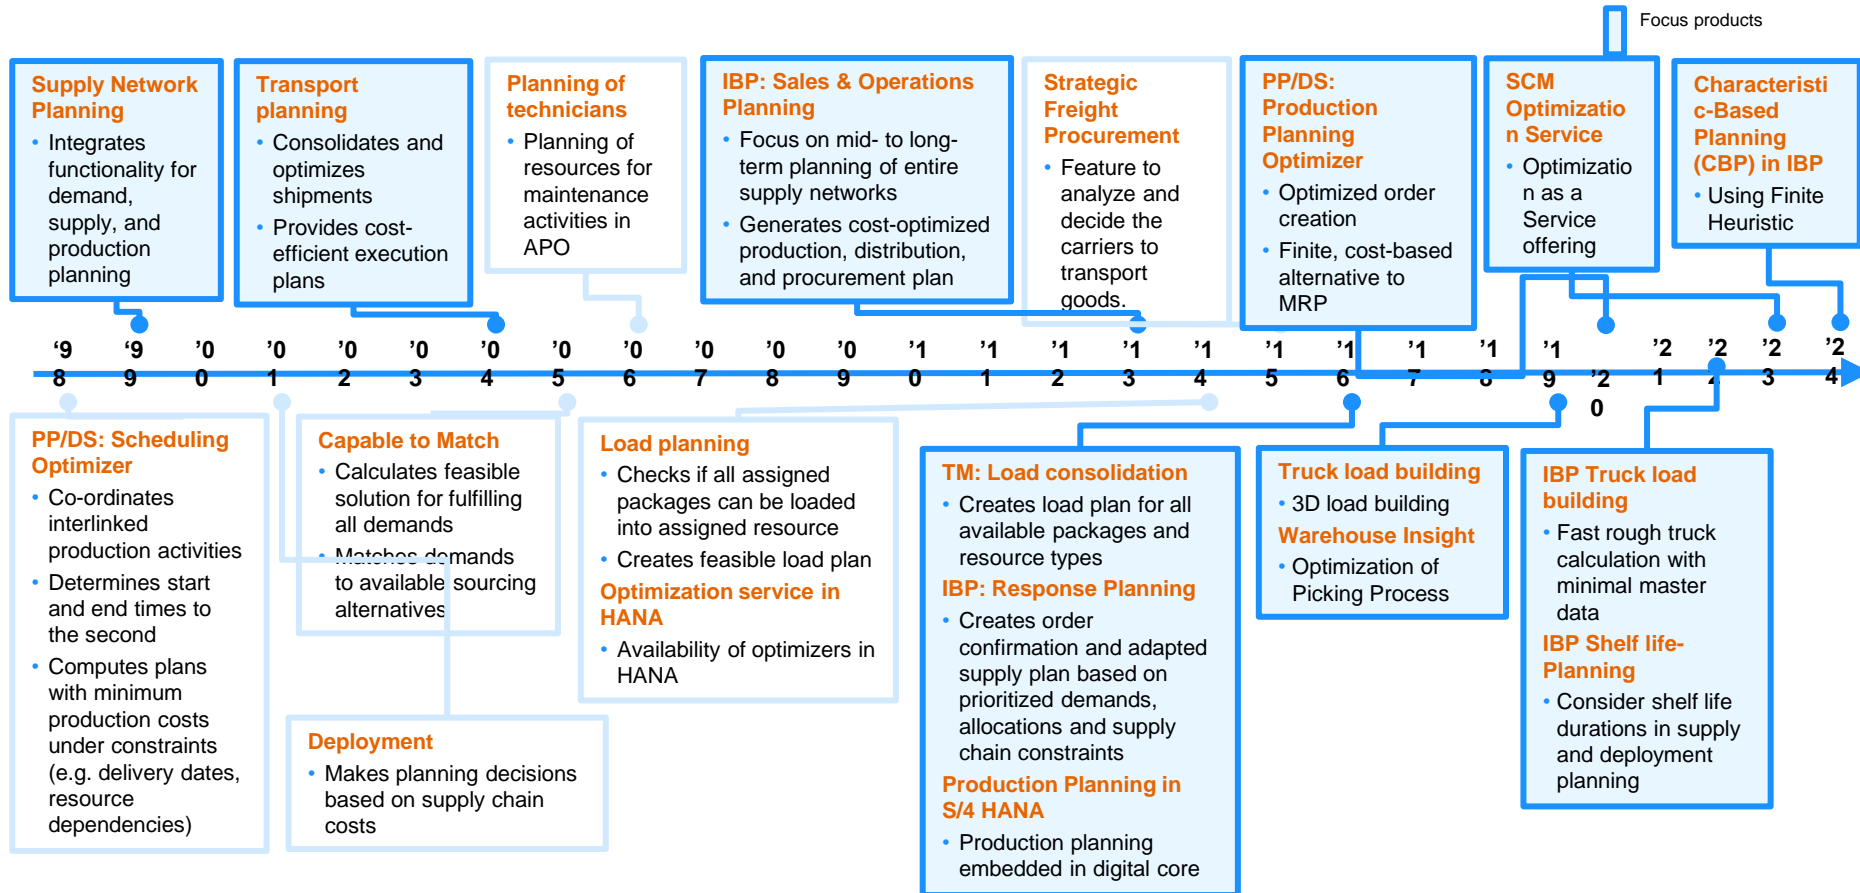 Focus products
Supply Network
Planning
• Integrates
functionality for
demand,
supply, and
production
planning
Transport
planning
• Consolidates and
optimizes
shipments
• Provides cost-
efficient execution
plans
Planning of
technicians
• Planning of
resources for
maintenance
activities in
APO
IBP: Sales & Operations
Planning
• Focus on mid- to long-
term planning of entire
supply networks
• Generates cost-optimized
production, distribution,
and procurement plan
Strategic
Freight
Procurement
• Feature to
analyze and
decide the
carriers to
transport
goods.
PP/DS:
Production
Planning
Optimizer
• Optimized order
creation
• Finite, cost-based
alternative to
MRP
SCM
Optimizatio
n Service
• Optimizatio
n as a
Service
offering
Characteristi
c-Based
Planning
(CBP) in IBP
• Using Finite
Heuristic
‘9 ‘9 ’0 ’0 ’0 ’0 ’0 ’0 ’0 ’0 ’0 ’0 ’1 ’1 ’1 ’1 ’1 ’1 ’1 ’1 ’1 ’1 ’2 ’2 ’2 ’2
8 9 0 1 2 3 4 5 6 7 8 9 0 1 2 3 4 5 6 7 8 9 ’20 1 2 3 4
PP/DS: Scheduling
Optimizer
• Co-ordinates
interlinked
production activities
• Determines start
and end times to
the second
• Computes plans
with minimum
production costs
under constraints
(e.g. delivery dates,
resource
dependencies)
Capable to Match
• Calculates feasible
solution for fulfilling
all demands
• Matches demands
to available sourcing
alternatives
Deployment
• Makes planning decisions
based on supply chain
costs
Load planning
• Checks if all assigned
packages can be loaded
into assigned resource
• Creates feasible load plan
Optimization service in
HANA
• Availability of optimizers in
HANA
TM: Load consolidation
• Creates load plan for all
available packages and
resource types
IBP: Response Planning
• Creates order
confirmation and adapted
supply plan based on
prioritized demands,
allocations and supply
chain constraints
Production Planning in
S/4 HANA
• Production planning
embedded in digital core
Truck load building
• 3D load building
Warehouse Insight
• Optimization of
Picking Process
IBP Truck load
building
• Fast rough truck
calculation with
minimal master
data
IBP Shelf life-
Planning
• Consider shelf life
durations in supply
and deployment
planning